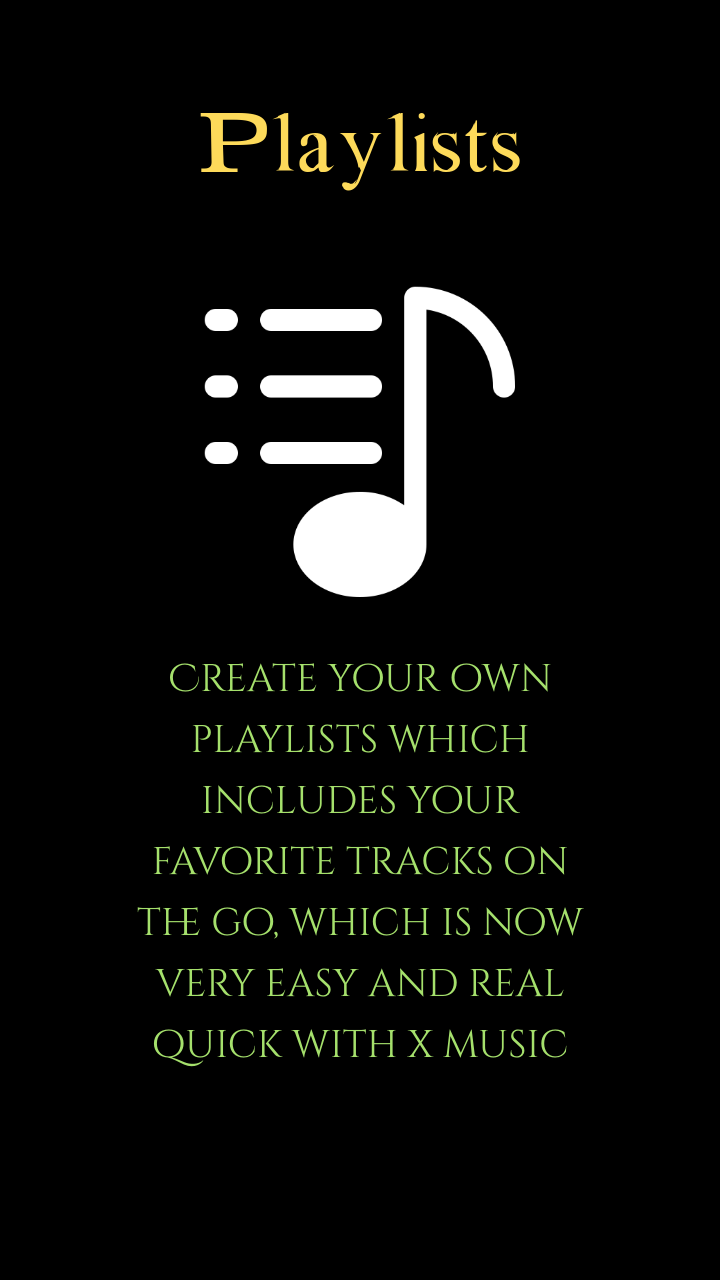 Playlists
CREATE YOUR OWN
PLAYLISTS WHICH
INCLUDES YOUR
FAVORITE TRACKS ON
THE GO, WHICH IS NOW
VERY EASY AND REAL
QUICK WITH X MUSIC